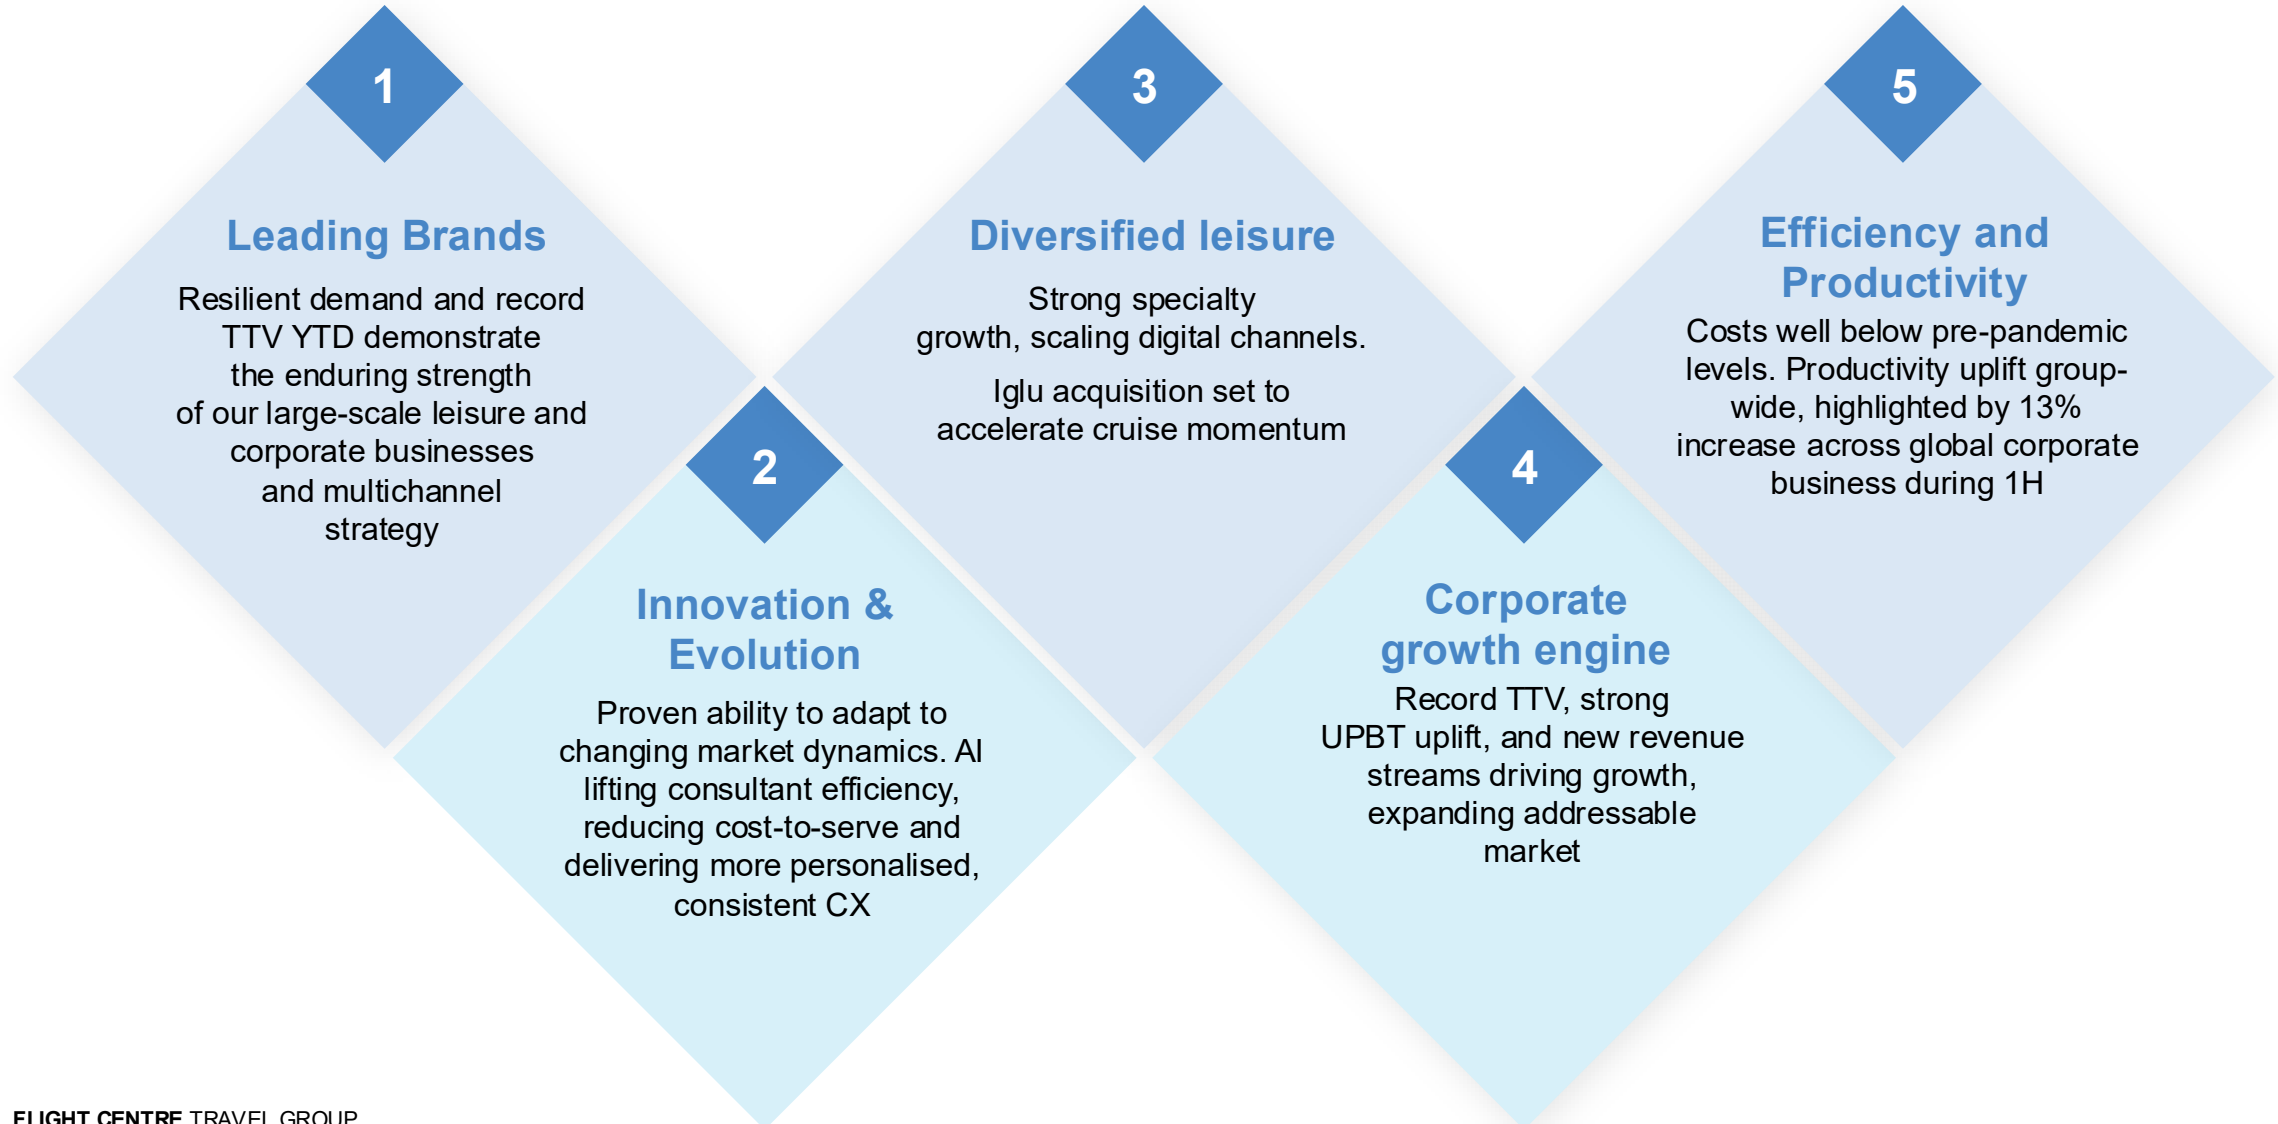 1
Leading Brands
Resilient demand and record
TTV YTD demonstrate
the enduring strength
of our large-scale leisure and
corporate businesses
and multichannel
strategy
2
Innovation &
Evolution
Proven ability to adapt to
changing market dynamics. AI
lifting consultant efficiency,
reducing cost-to-serve and
delivering more personalised,
consistent CX
3
Diversified leisure
Strong specialty
growth, scaling digital channels.
Iglu acquisition set to
accelerate cruise momentum
4
Corporate
growth engine
Record TTV, strong
UPBT uplift, and new revenue
streams driving growth,
expanding addressable
market
5
Efficiency and
Productivity
Costs well below pre-pandemic
levels. Productivity uplift group-
wide, highlighted by 13%
increase across global corporate
business during 1H
FLIGHT CENTRE TRAVEL GROUP